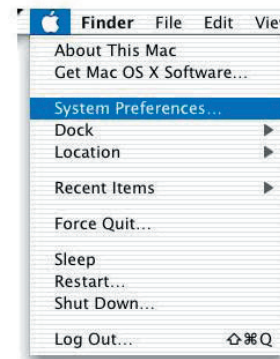 Finder File Edit Vie
About This Mac
Get Mac OS X Software...
System Preferences...
Dock
Location
Recent Items
Force Quit...
Sleep
Restart...
Shut Down...
Log Out... ⇧⌘Q